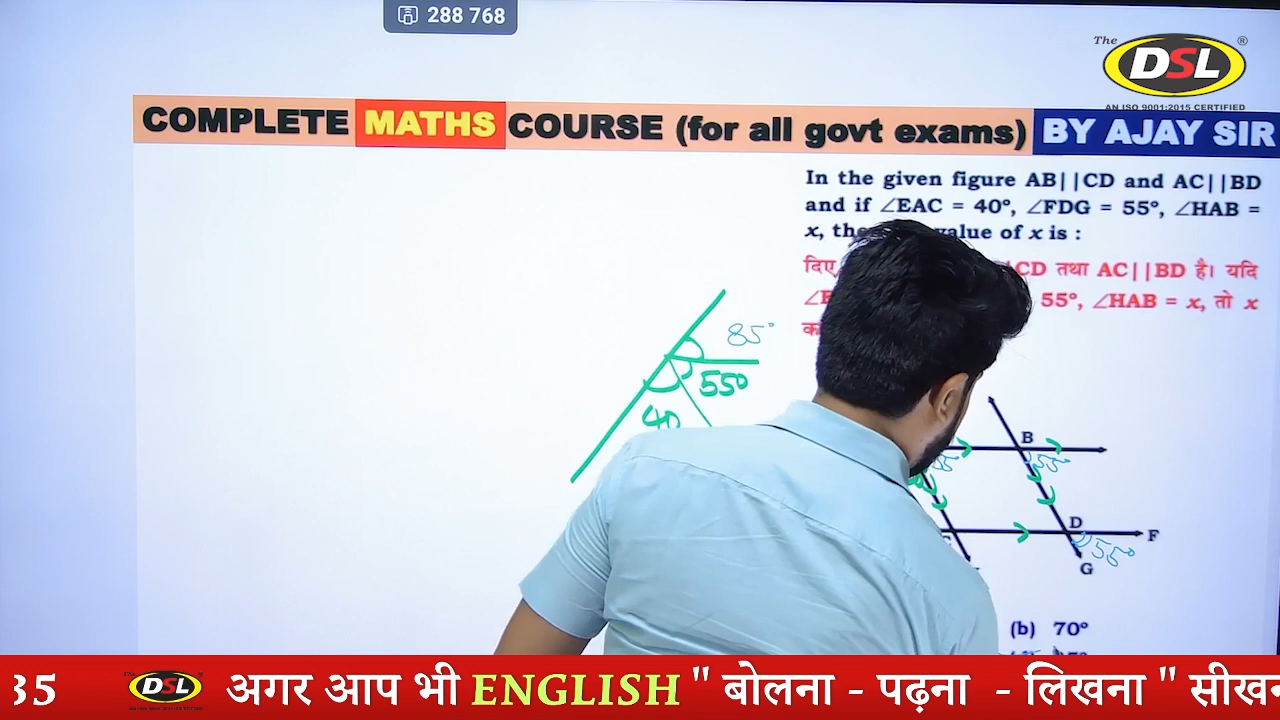 288 768
The DSL ®
AN ISO 9001:2015 CERTIFIED
COMPLETE MATHS COURSE (for all govt exams) BY AJAY SIR
In the given figure AB||CD and AC||BD
and if ∠EAC = 40°, ∠FDG = 55°, ∠HAB =
x, value of x is :
दिए CD तथा AC||BD है। यदि
55°, ∠HAB = x, तो x
85°
55°
40
B
55°
55
D
F
55°
G
(b) 70°
35 The DSL अगर आप भी ENGLISH " बोलना - पढ़ना - लिखना "